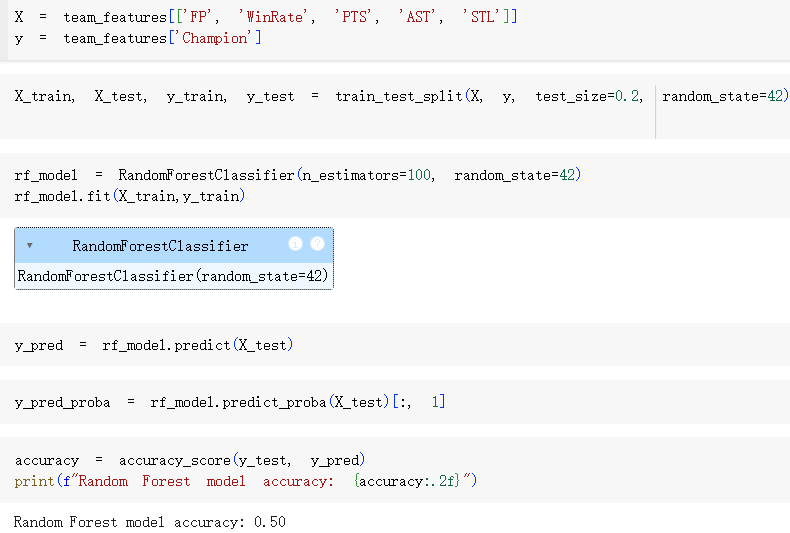 X = team_features[['FP', 'WinRate', 'PTS', 'AST', 'STL']]
y = team_features['Champion']
X_train, X_test, y_train, y_test = train_test_split(X, y, test_size=0.2, random_state=42)
rf_model = RandomForestClassifier(n_estimators=100, random_state=42)
rf_model.fit(X_train,y_train)
▾ RandomForestClassifier i ?
RandomForestClassifier(random_state=42)
y_pred = rf_model.predict(X_test)
y_pred_proba = rf_model.predict_proba(X_test)[:, 1]
accuracy = accuracy_score(y_test, y_pred)
print(f"Random Forest model accuracy: {accuracy:.2f}")
Random Forest model accuracy: 0.50